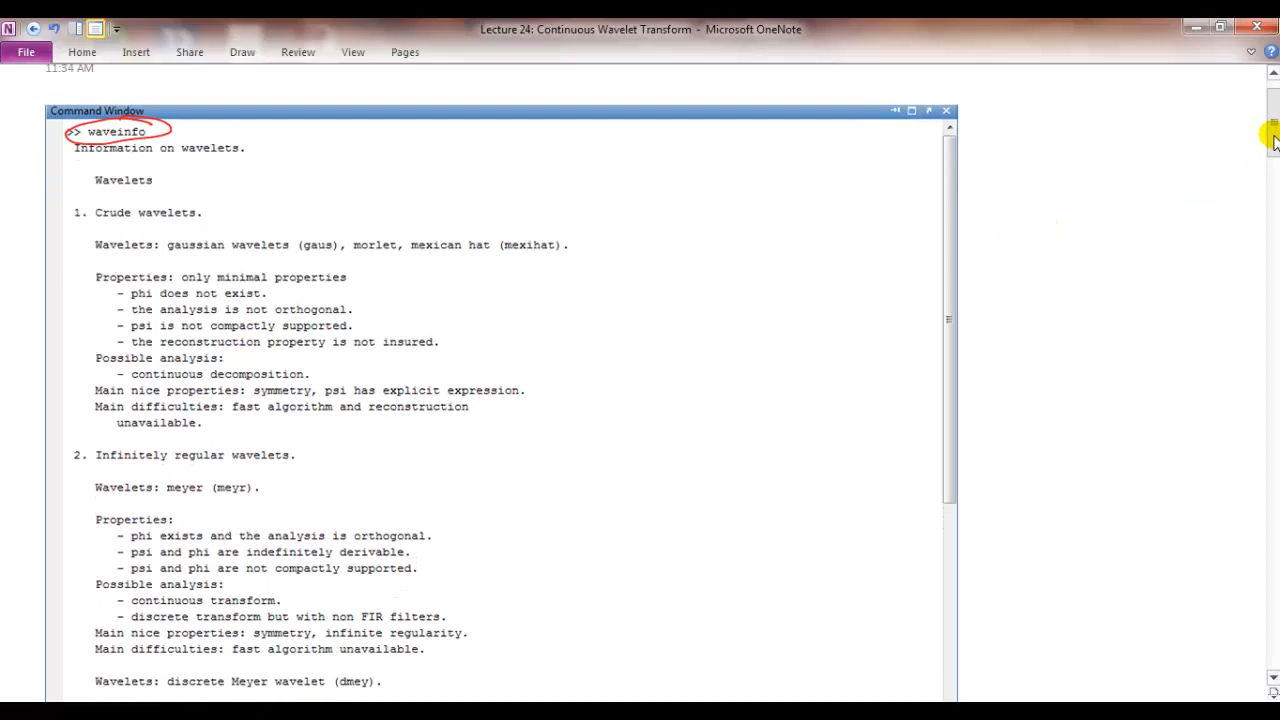 Lecture 24: Continuous Wavelet Transform - Microsoft OneNote
File Home Insert Share Draw Review View Pages
11:34 AM
Command Window
>> waveinfo
Information on wavelets.
Wavelets
1. Crude wavelets.
Wavelets: gaussian wavelets (gaus), morlet, mexican hat (mexihat).
Properties: only minimal properties
- phi does not exist.
- the analysis is not orthogonal.
- psi is not compactly supported.
- the reconstruction property is not insured.
Possible analysis:
- continuous decomposition.
Main nice properties: symmetry, psi has explicit expression.
Main difficulties: fast algorithm and reconstruction
unavailable.
2. Infinitely regular wavelets.
Wavelets: meyer (meyr).
Properties:
- phi exists and the analysis is orthogonal.
- psi and phi are indefinitely derivable.
- psi and phi are not compactly supported.
Possible analysis:
- continuous transform.
- discrete transform but with non FIR filters.
Main nice properties: symmetry, infinite regularity.
Main difficulties: fast algorithm unavailable.
Wavelets: discrete Meyer wavelet (dmey).